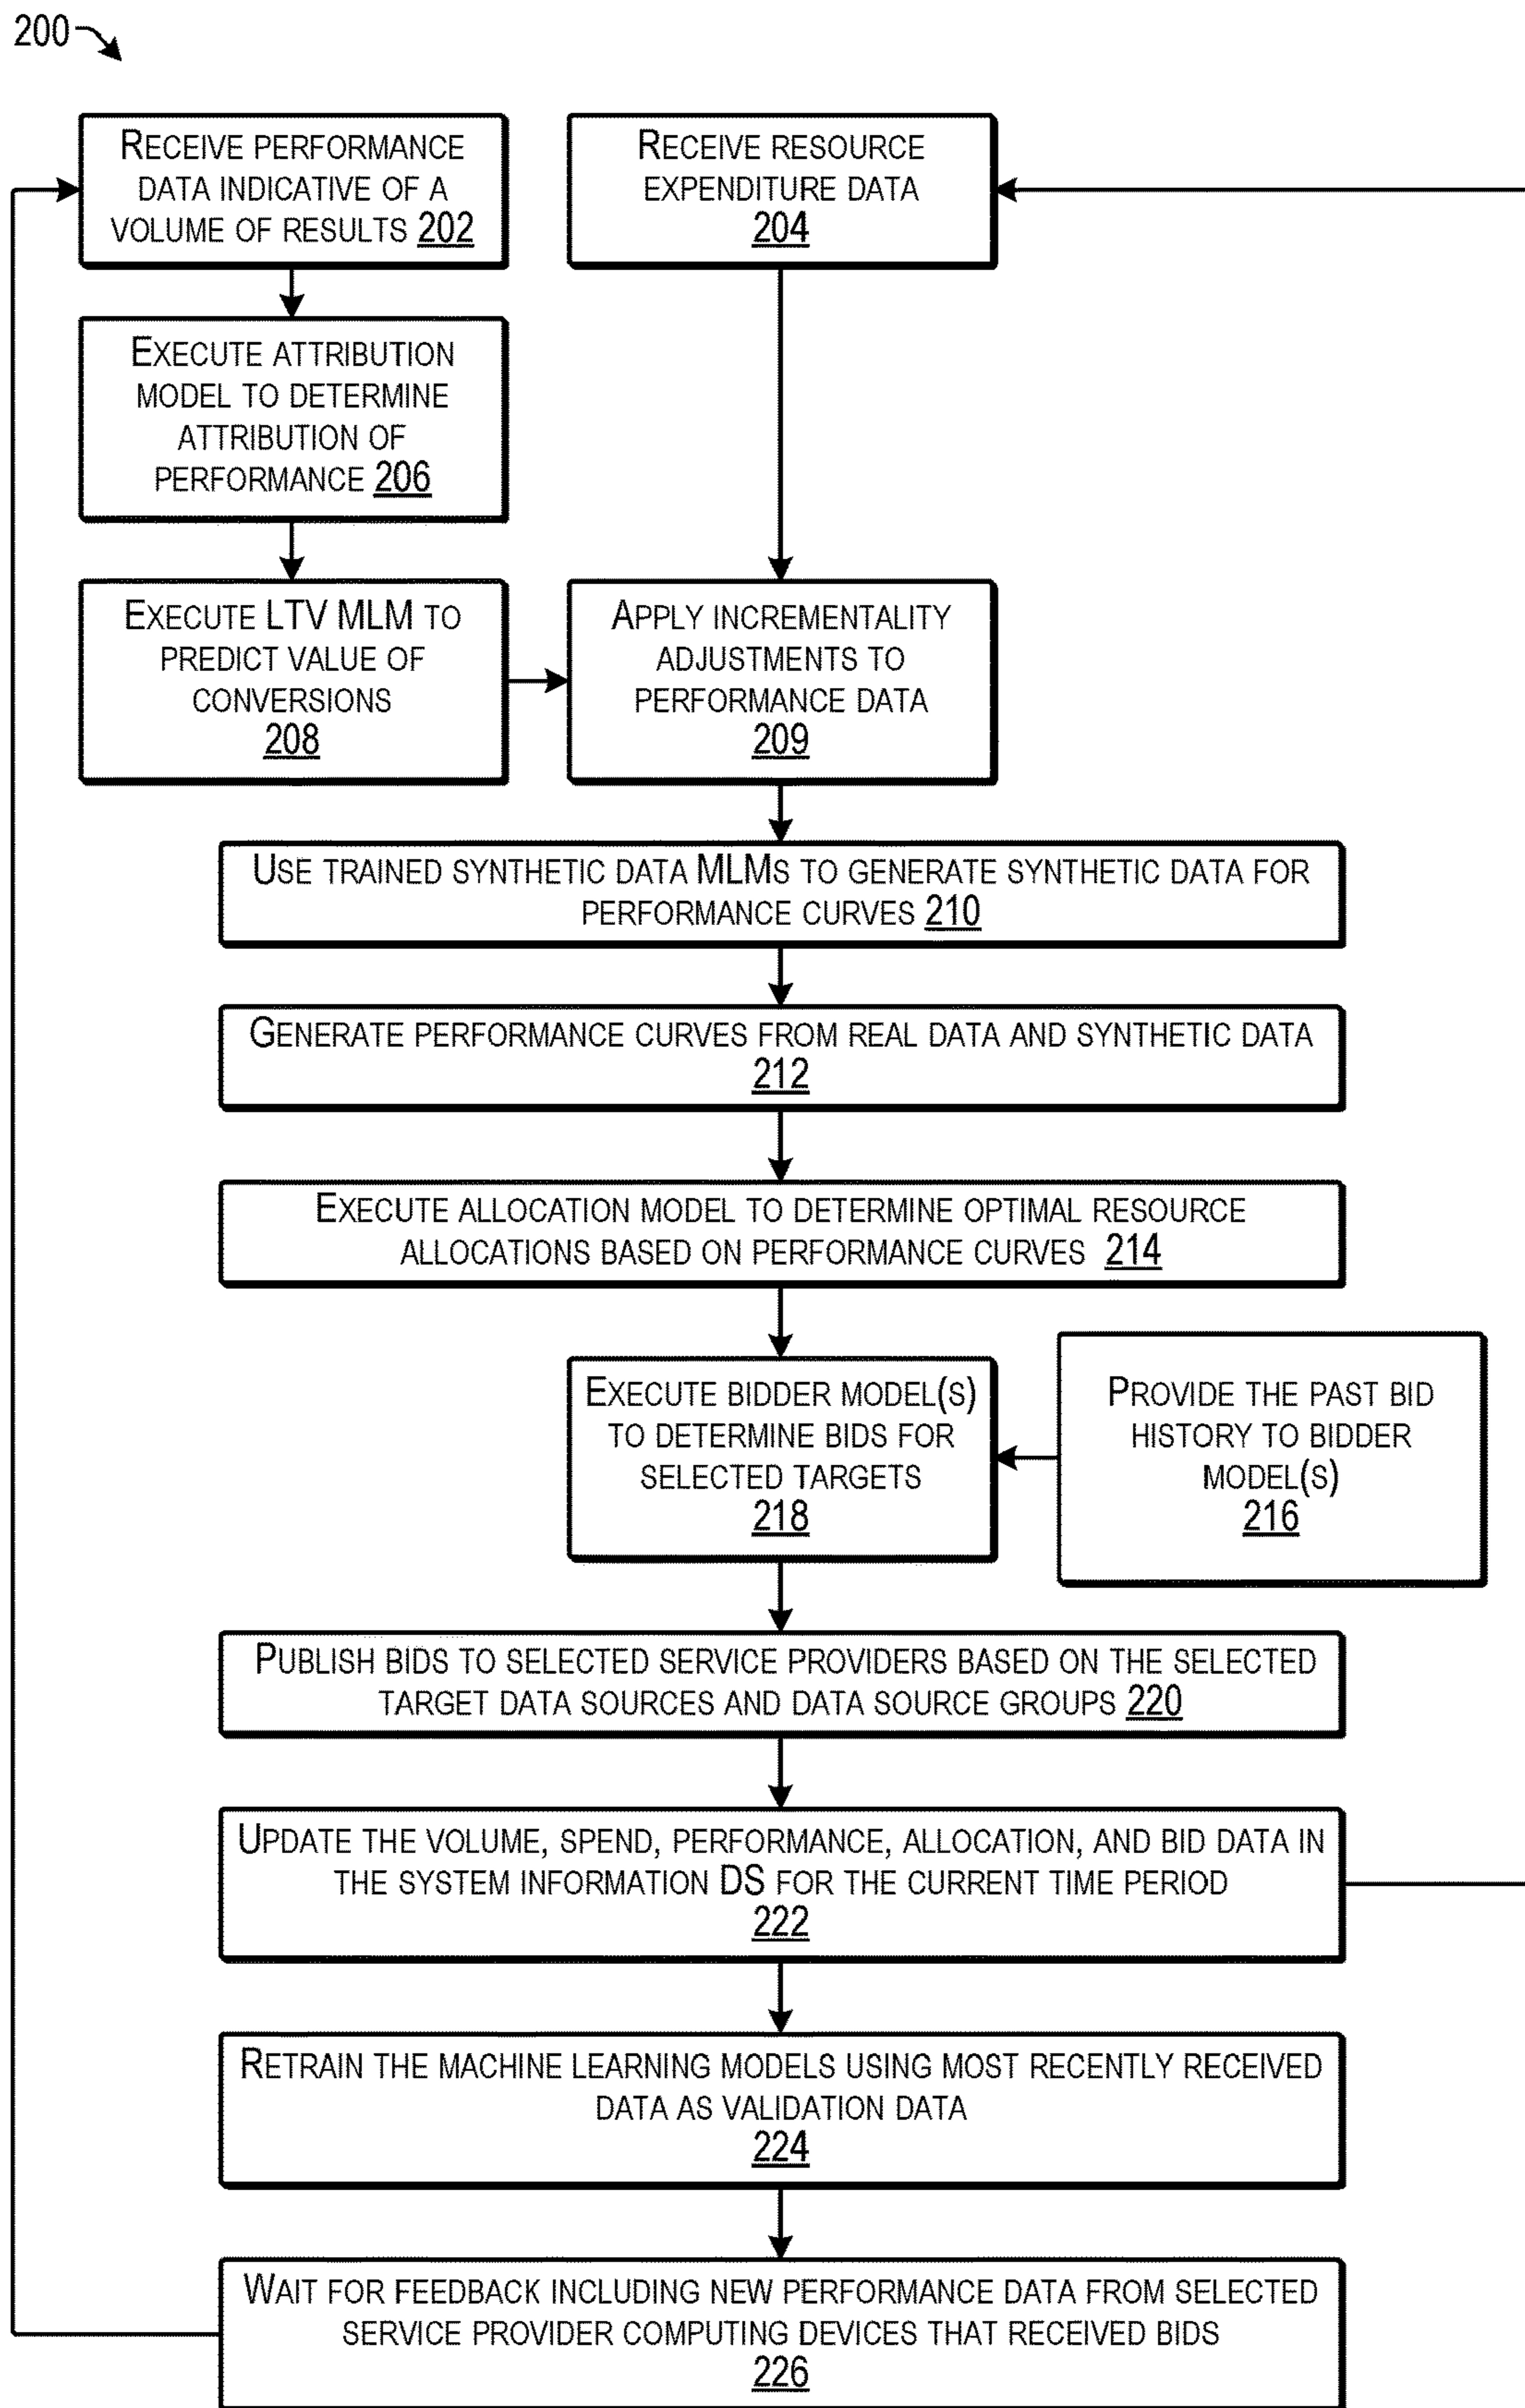 200
RECEIVE PERFORMANCE
DATA INDICATIVE OF A
VOLUME OF RESULTS 202
RECEIVE RESOURCE
EXPENDITURE DATA
204
EXECUTE ATTRIBUTION
MODEL TO DETERMINE
ATTRIBUTION OF
PERFORMANCE 206
EXECUTE LTV MLM TO
PREDICT VALUE OF
CONVERSIONS
208
APPLY INCREMENTALITY
ADJUSTMENTS TO
PERFORMANCE DATA
209
USE TRAINED SYNTHETIC DATA MLMS TO GENERATE SYNTHETIC DATA FOR
PERFORMANCE CURVES 210
GENERATE PERFORMANCE CURVES FROM REAL DATA AND SYNTHETIC DATA
212
EXECUTE ALLOCATION MODEL TO DETERMINE OPTIMAL RESOURCE
ALLOCATIONS BASED ON PERFORMANCE CURVES 214
EXECUTE BIDDER MODEL(S)
TO DETERMINE BIDS FOR
SELECTED TARGETS
218
PROVIDE THE PAST BID
HISTORY TO BIDDER
MODEL(S)
216
PUBLISH BIDS TO SELECTED SERVICE PROVIDERS BASED ON THE SELECTED
TARGET DATA SOURCES AND DATA SOURCE GROUPS 220
UPDATE THE VOLUME, SPEND, PERFORMANCE, ALLOCATION, AND BID DATA IN
THE SYSTEM INFORMATION DS FOR THE CURRENT TIME PERIOD
222
RETRAIN THE MACHINE LEARNING MODELS USING MOST RECENTLY RECEIVED
DATA AS VALIDATION DATA
224
WAIT FOR FEEDBACK INCLUDING NEW PERFORMANCE DATA FROM SELECTED
SERVICE PROVIDER COMPUTING DEVICES THAT RECEIVED BIDS
226